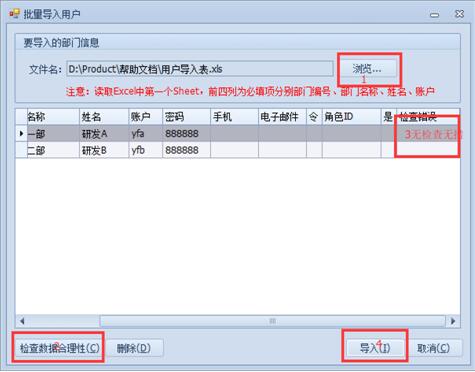 批量导入用户
要导入的部门信息
文件名: D:\Product\帮助文档\用户导入表.xls 浏览...
1
注意：读取Excel中第一个Sheet，前四列为必填项分别部门编号、部门名称、姓名、账户
名称 姓名 账户 密码 手机 电子邮件 令 角色ID 是 检查错误
一部 研发A yfa 888888
3无检查无措
二部 研发B yfb 888888
检查数据合理性(C) 删除(D) 导入(I) 取消(C)
2 4